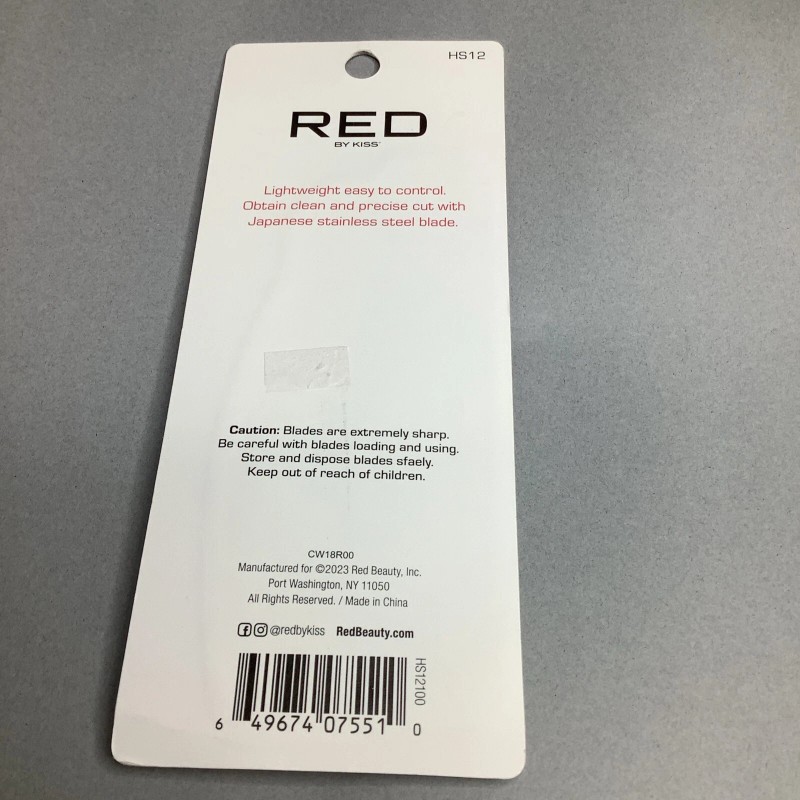 HS12
RED
BY KISS™
Lightweight easy to control.
Obtain clean and precise cut with
Japanese stainless steel blade.
Caution: Blades are extremely sharp.
Be careful with blades loading and using.
Store and dispose blades sfaely.
Keep out of reach of children.
CW18R00
Manufactured for ©2023 Red Beauty, Inc.
Port Washington, NY 11050
All Rights Reserved. / Made in China
@redbykiss RedBeauty.com
HS12100
6 49674 07551 0